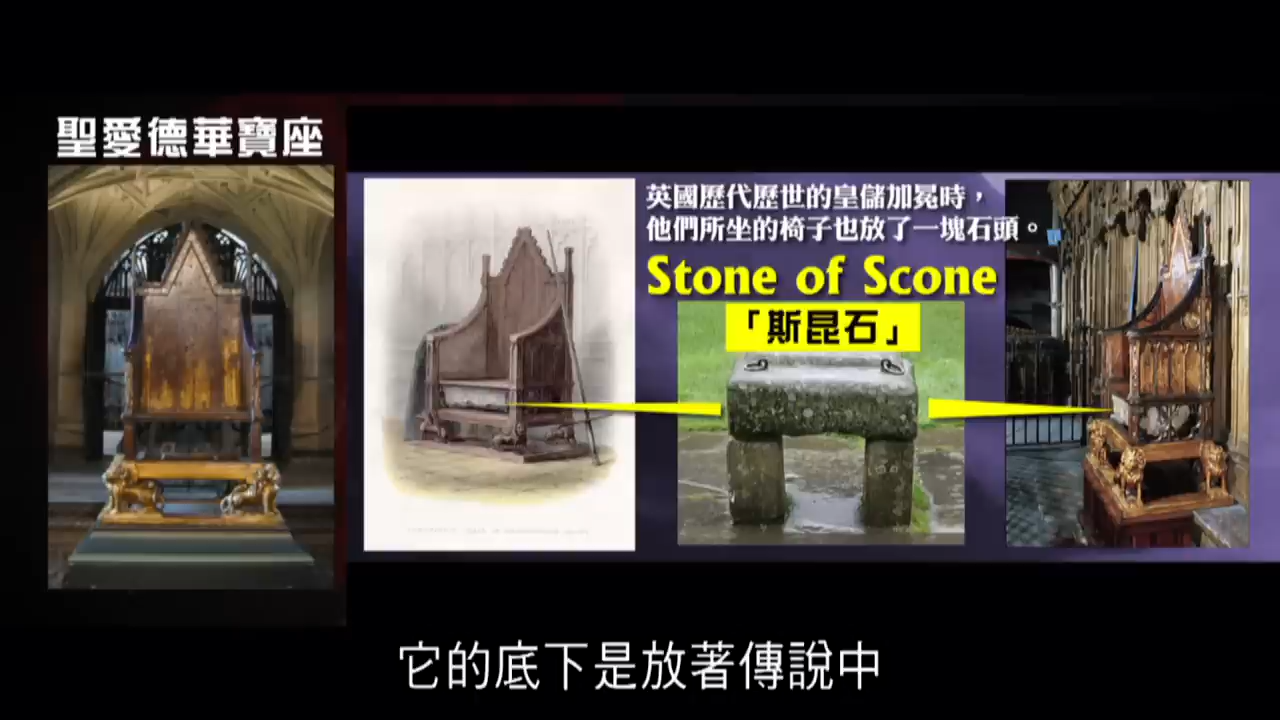 聖愛德華寶座
英國歷代歷世的皇儲加冕時，
他們所坐的椅子也放了一塊石頭。
Stone of Scone
「斯昆石」
它的底下是放著傳說中